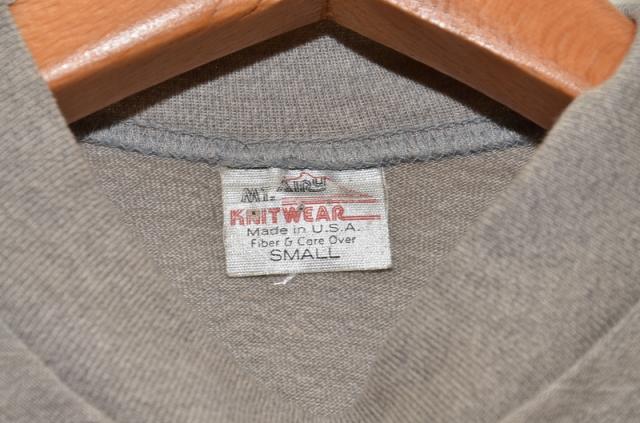 Mt. Airy
KNITWEAR
Made in U.S.A.
Fiber & Care Over
SMALL